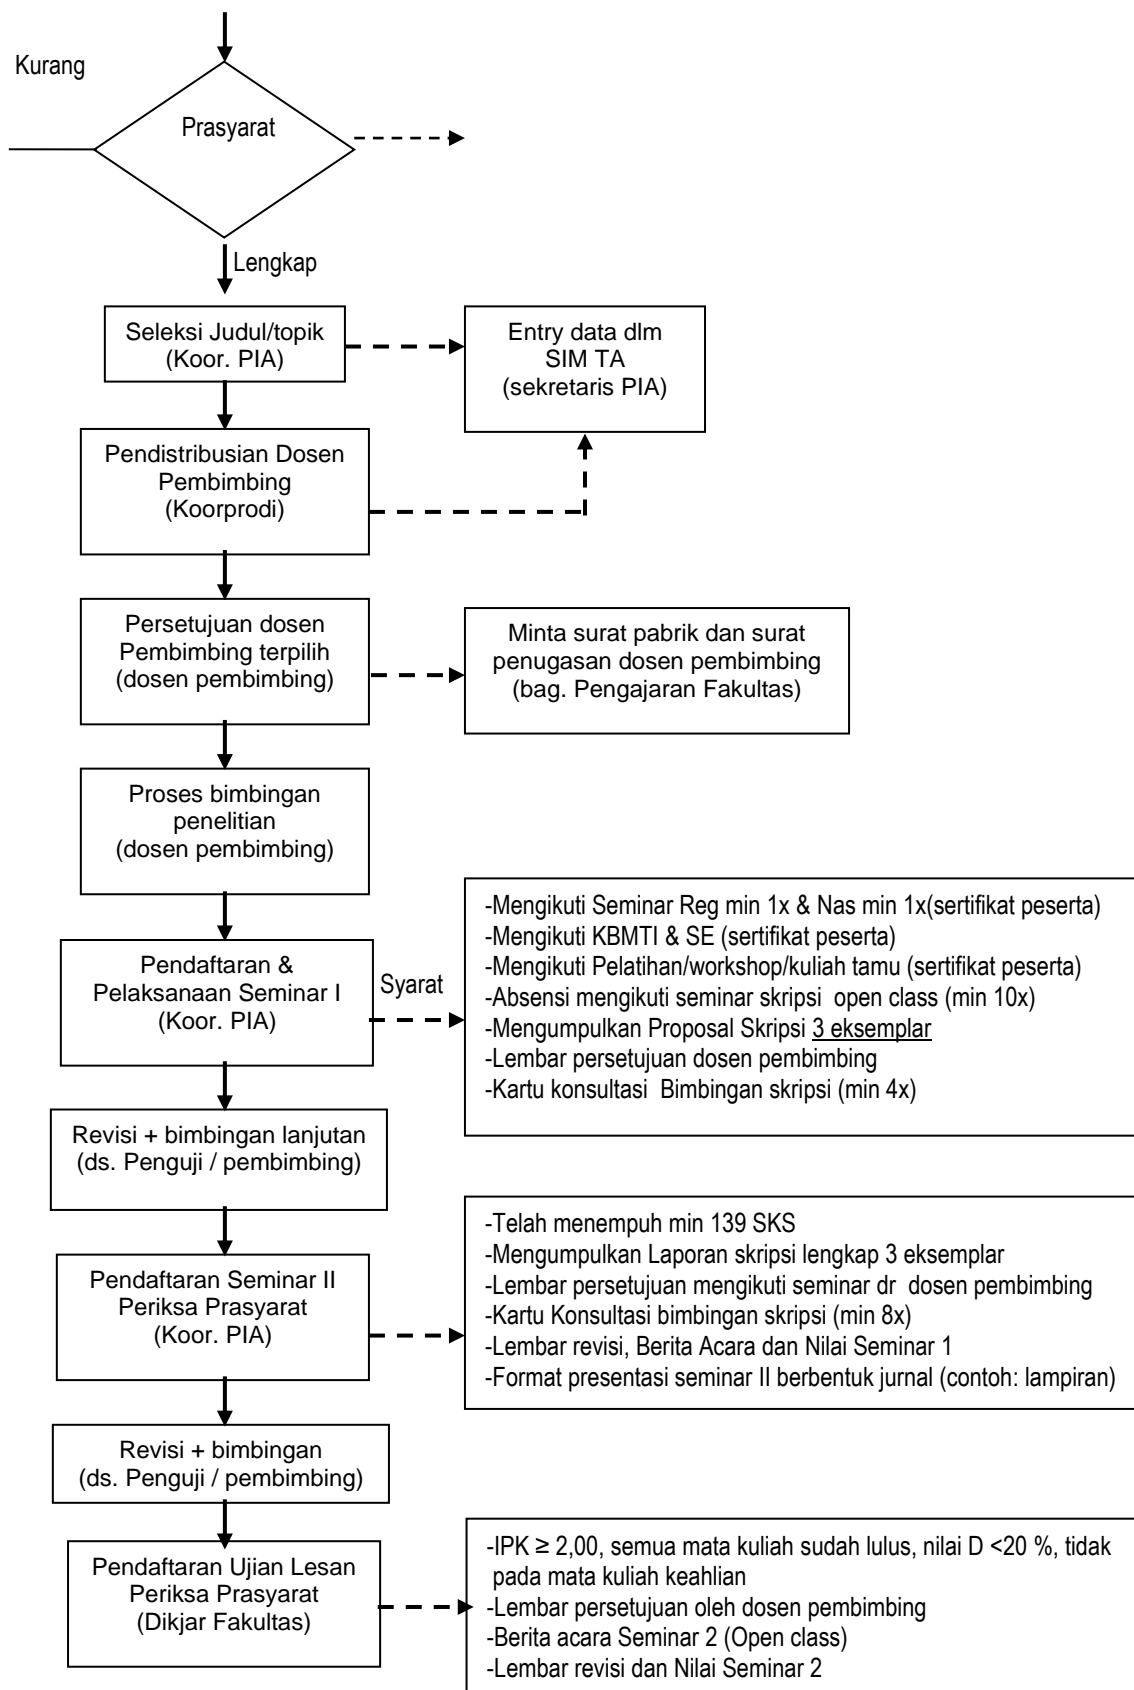 Kurang
Prasyarat
Lengkap
Seleksi Judul/topik
(Koor. PIA)
Entry data dlm
SIM TA
(sekretaris PIA)
Pendistribusian Dosen
Pembimbing
(Koorprodi)
Persetujuan dosen
Pembimbing terpilih
(dosen pembimbing)
Minta surat pabrik dan surat
penugasan dosen pembimbing
(bag. Pengajaran Fakultas)
Proses bimbingan
penelitian
(dosen pembimbing)
Pendaftaran &
Pelaksanaan Seminar I
(Koor. PIA)
Syarat
-Mengikuti Seminar Reg min 1x & Nas min 1x(sertifikat peserta)
-Mengikuti KBMTI & SE (sertifikat peserta)
-Mengikuti Pelatihan/workshop/kuliah tamu (sertifikat peserta)
-Absensi mengikuti seminar skripsi open class (min 10x)
-Mengumpulkan Proposal Skripsi 3 eksemplar
-Lembar persetujuan dosen pembimbing
-Kartu konsultasi Bimbingan skripsi (min 4x)
Revisi + bimbingan lanjutan
(ds. Penguji / pembimbing)
Pendaftaran Seminar II
Periksa Prasyarat
(Koor. PIA)
-Telah menempuh min 139 SKS
-Mengumpulkan Laporan skripsi lengkap 3 eksemplar
-Lembar persetujuan mengikuti seminar dr dosen pembimbing
-Kartu Konsultasi bimbingan skripsi (min 8x)
-Lembar revisi, Berita Acara dan Nilai Seminar 1
-Format presentasi seminar II berbentuk jurnal (contoh: lampiran)
Revisi + bimbingan
(ds. Penguji / pembimbing)
Pendaftaran Ujian Lesan
Periksa Prasyarat
(Dikjar Fakultas)
-IPK ≥ 2,00, semua mata kuliah sudah lulus, nilai D <20 %, tidak
pada mata kuliah keahlian
-Lembar persetujuan oleh dosen pembimbing
-Berita acara Seminar 2 (Open class)
-Lembar revisi dan Nilai Seminar 2